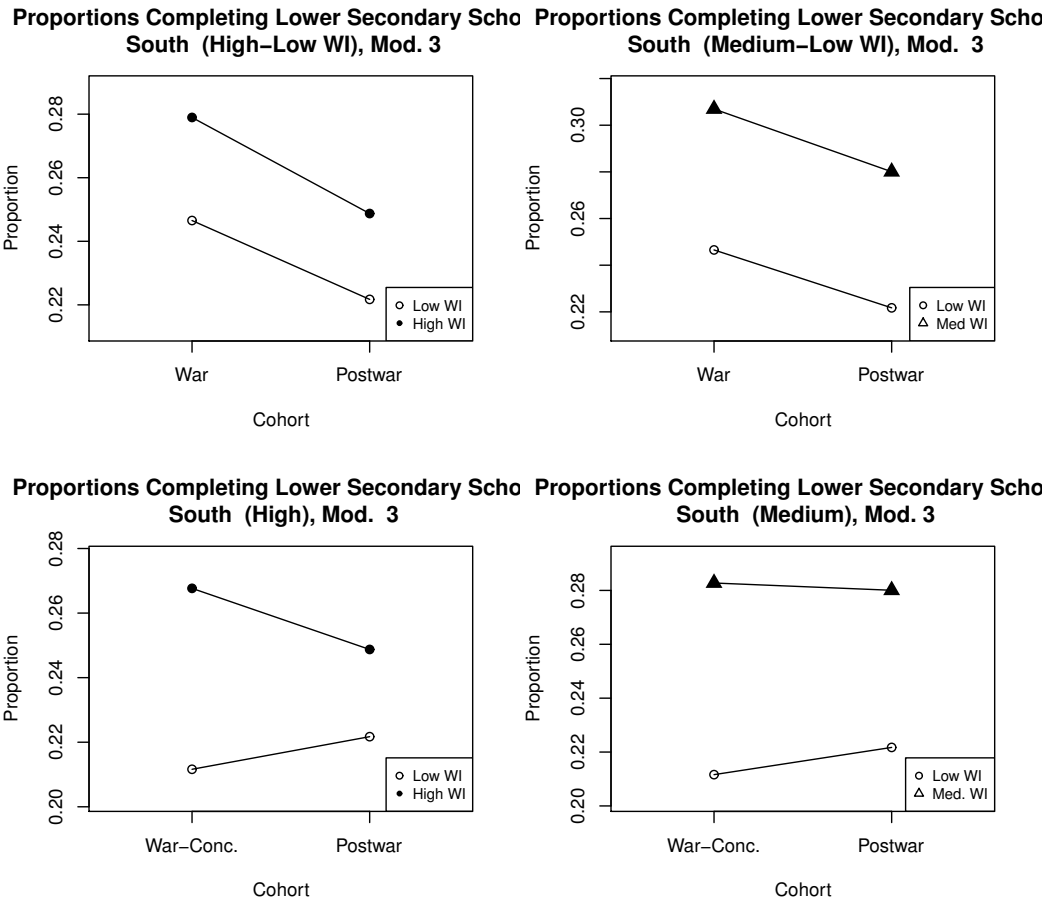 Proportions Completing Lower Secondary Scho
South (High−Low WI), Mod. 3
Proportion
0.28
0.26
0.24
0.22
Low WI
High WI
War
Postwar
Cohort
Proportions Completing Lower Secondary Scho
South (Medium−Low WI), Mod. 3
Proportion
0.30
0.26
0.22
Low WI
Med WI
War
Postwar
Cohort
Proportions Completing Lower Secondary Scho
South (High), Mod. 3
Proportion
0.28
0.26
0.24
0.22
0.20
Low WI
High WI
War−Conc.
Postwar
Cohort
Proportions Completing Lower Secondary Scho
South (Medium), Mod. 3
Proportion
0.28
0.26
0.24
0.22
0.20
Low WI
Med. WI
War−Conc.
Postwar
Cohort